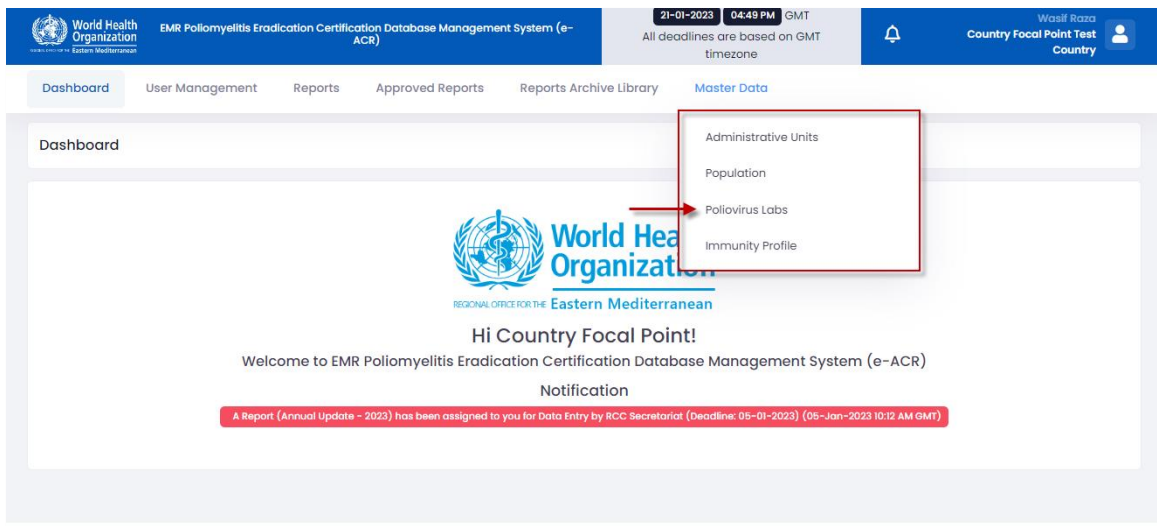 World Health
Organization
REGIONAL OFFICE FOR THE Eastern Mediterranean
EMR Poliomyelitis Eradication Certification Database Management System (e-
ACR)
21-01-2023 04:49 PM GMT
All deadlines are based on GMT
timezone
Wasif Raza
Country Focal Point Test
Country
Dashboard User Management Reports Approved Reports Reports Archive Library Master Data
Administrative Units
Population
Poliovirus Labs
Immunity Profile
Dashboard
World Hea
Organizat
REGIONAL OFFICE FOR THE Eastern Mediterranean
Hi Country Focal Point!
Welcome to EMR Poliomyelitis Eradication Certification Database Management System (e-ACR)
Notification
A Report (Annual Update - 2023) has been assigned to you for Data Entry by RCC Secretariat (Deadline: 05-01-2023) (05-Jan-2023 10:12 AM GMT)